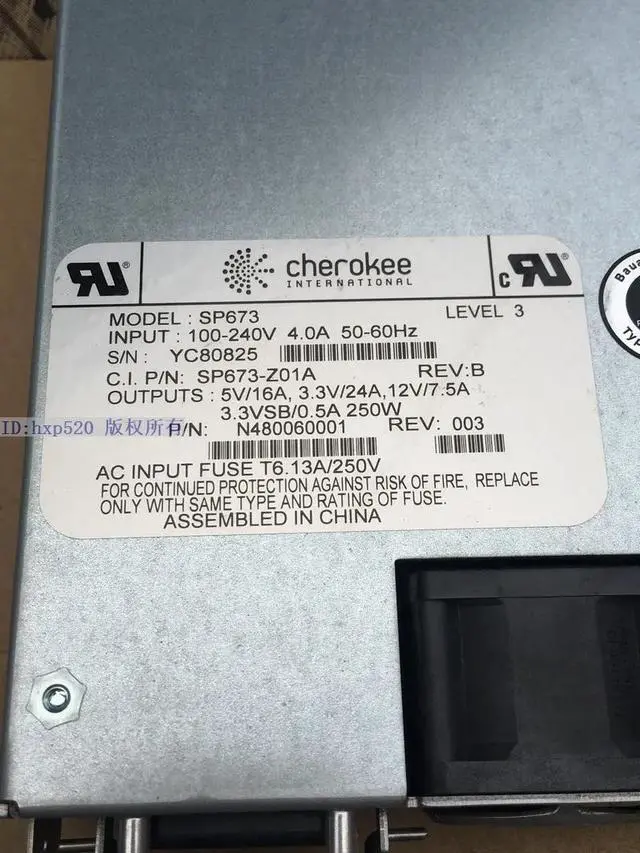 cherokee
INTERNATIONAL
MODEL : SP673
LEVEL 3
INPUT : 100-240V 4.0A 50-60Hz
S/N : YC80825
C.I. P/N: SP673-Z01A REV:B
OUTPUTS : 5V/16A, 3.3V/24A,12V/7.5A
3.3VSB/0.5A 250W
ID:hxp520 版权所有
P/N: N480060001 REV: 003
AC INPUT FUSE T6.13A/250V
FOR CONTINUED PROTECTION AGAINST RISK OF FIRE, REPLACE
ONLY WITH SAME TYPE AND RATING OF FUSE.
ASSEMBLED IN CHINA